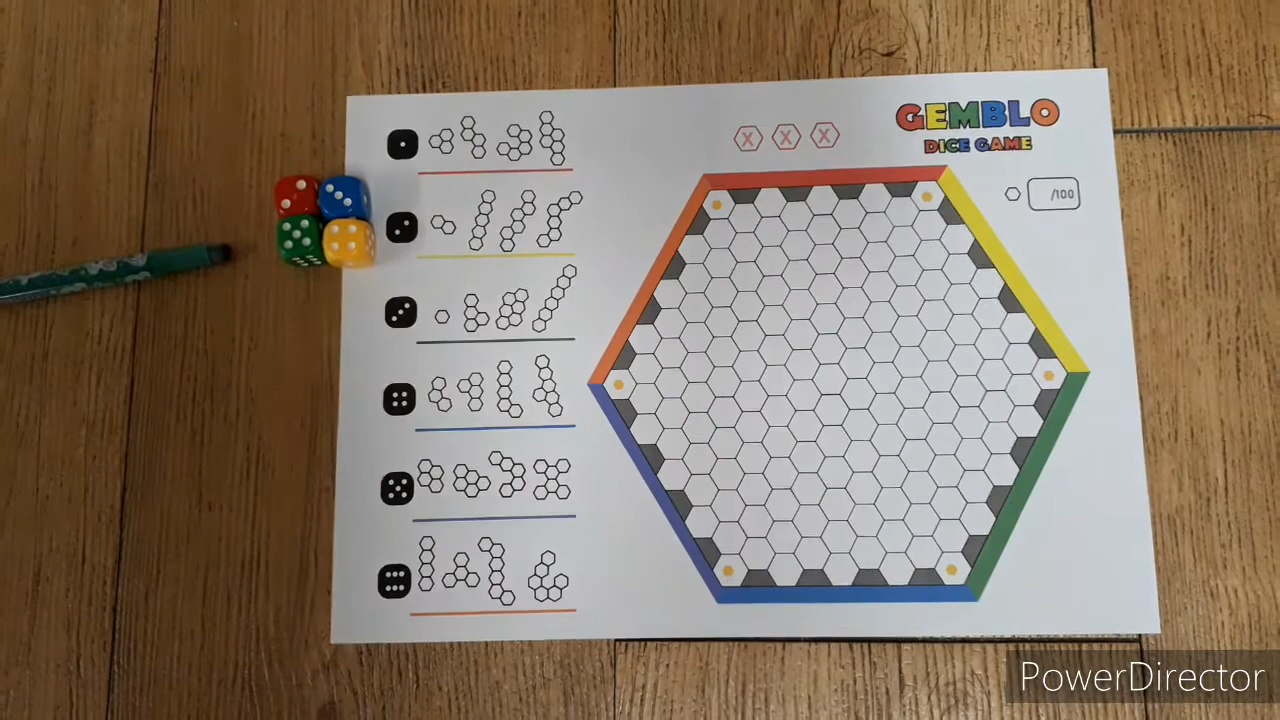 GEMBLO
DICE GAME
X X X
/100
PowerDirector